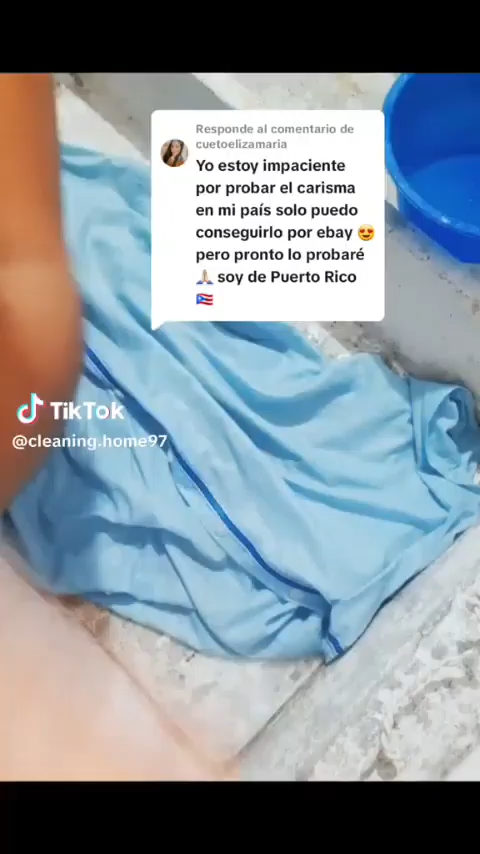 Responde al comentario de
cuetoelizamaria
Yo estoy impaciente
por probar el carisma
en mi país solo puedo
conseguirlo por ebay 😍
pero pronto lo probaré
🙏🏻 soy de Puerto Rico
🇵🇷
TikTok
@cleaning.home97